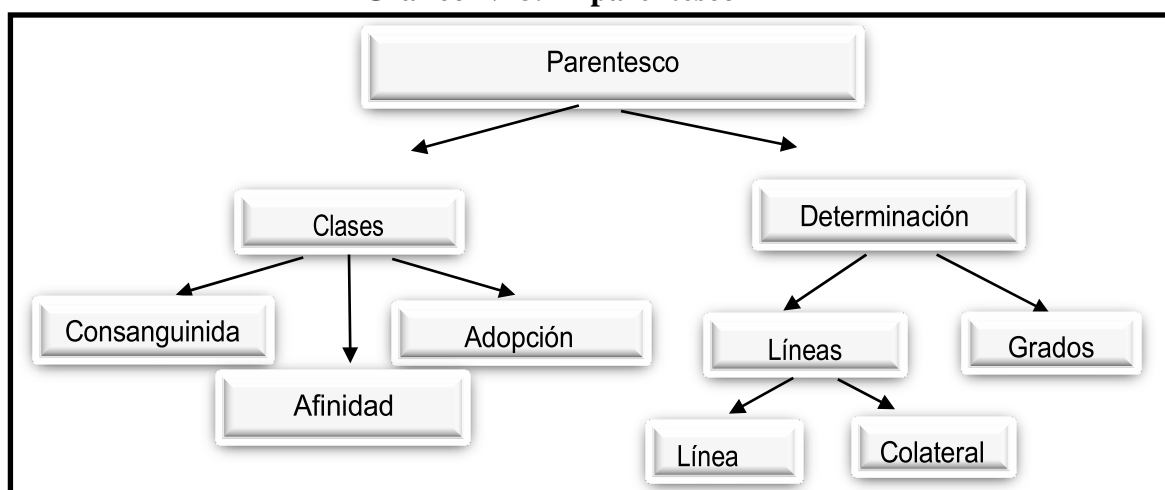 Parentesco
Clases
Determinación
Consanguinida
Adopción
Afinidad
Líneas
Grados
Línea
Colateral